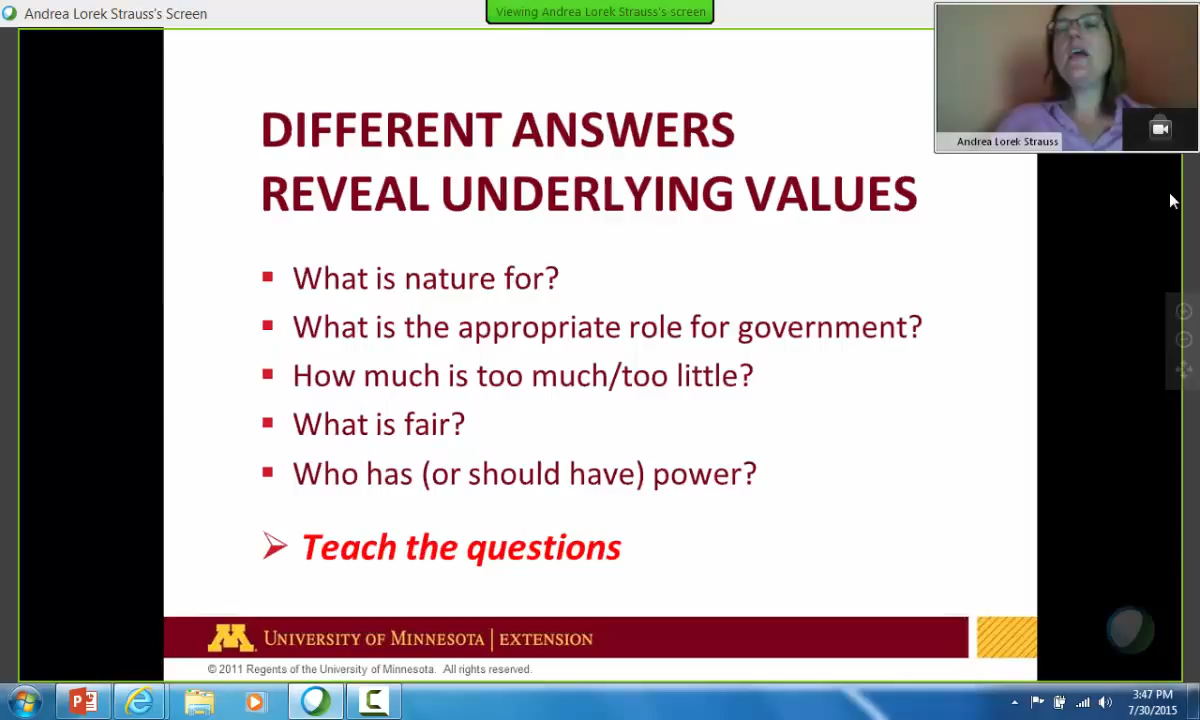 Andrea Lorek Strauss's Screen
Viewing Andrea Lorek Strauss's screen
Andrea Lorek Strauss
DIFFERENT ANSWERS
REVEAL UNDERLYING VALUES
▪ What is nature for?
▪ What is the appropriate role for government?
▪ How much is too much/too little?
▪ What is fair?
▪ Who has (or should have) power?
➢ Teach the questions
M UNIVERSITY OF MINNESOTA | EXTENSION
© 2011 Regents of the University of Minnesota. All rights reserved.
3:47 PM
7/30/2015